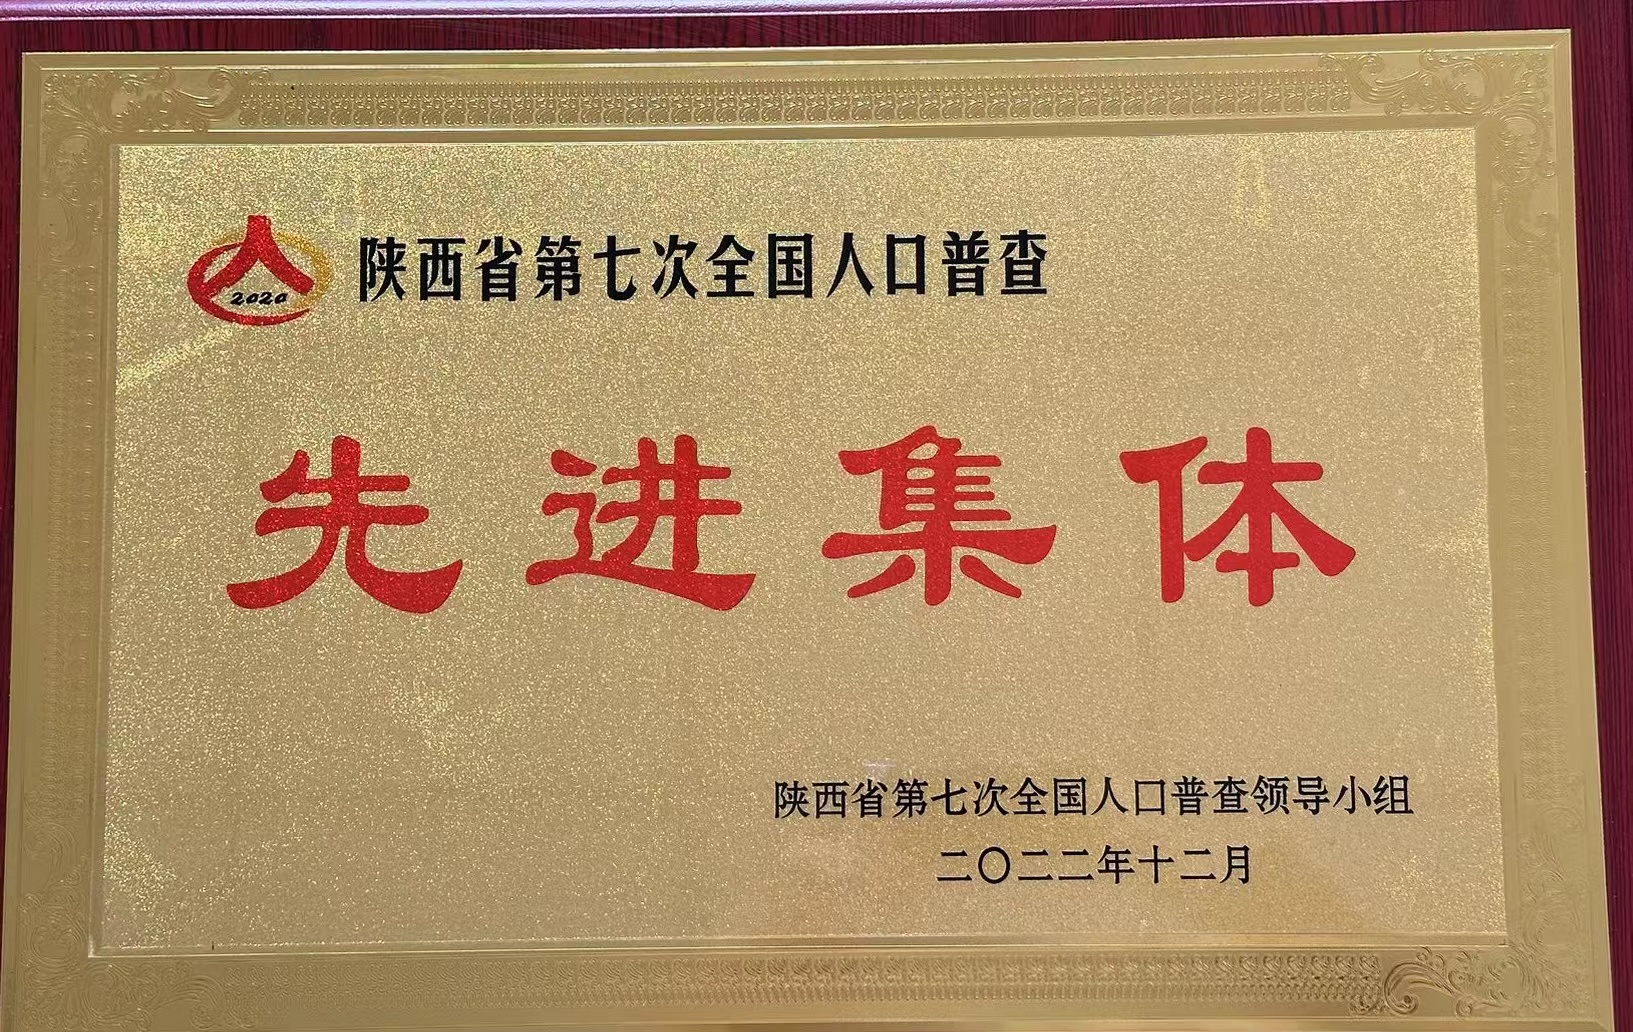 2020
陕西省第七次全国人口普查
先进集体
陕西省第七次全国人口普查领导小组
二〇二二年十二月